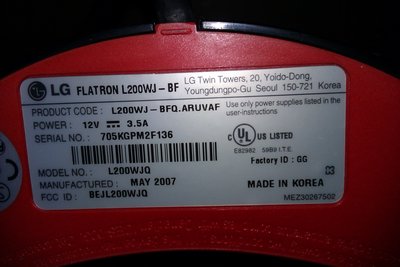 LG FLATRON L200WJ-BF
LG Twin Towers, 20, Yoido-Dong,
Youngdungpo-Gu Seoul 150-721, Korea
PRODUCT CODE : L200WJ-BFQ.ARUVAF
Use only power supplies listed in the
user-instructions
POWER : 12V ⎓ 3.5A
SERIAL NO. : 705KGPM2F136
C UL US LISTED
E82982 59B9 I.T.E.
Factory ID : GG
MODEL NO. : L200WJQ
MANUFACTURED : MAY 2007
FCC ID : BEJL200WJQ
MADE IN KOREA
MEZ30267502